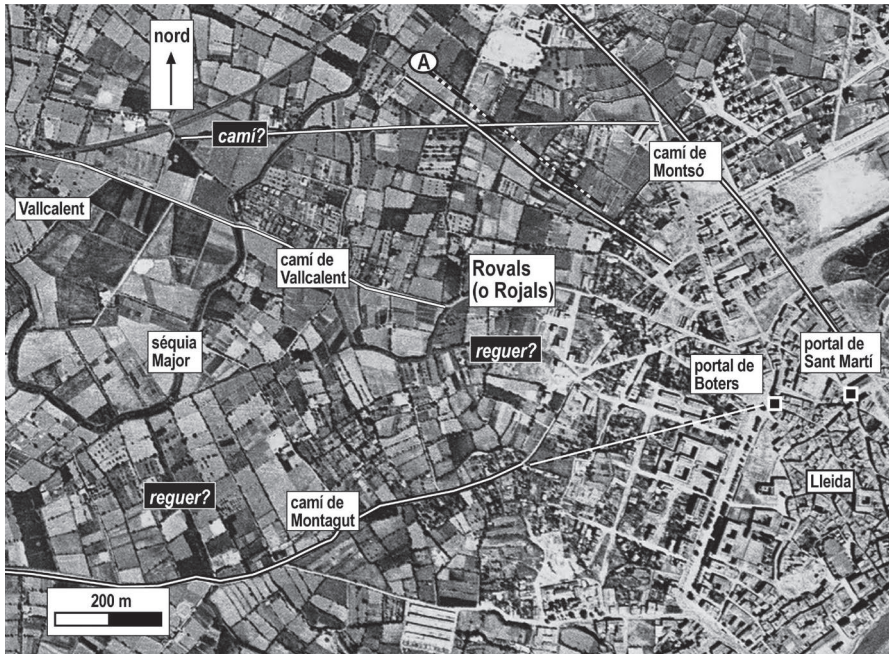 nord
A
camí?
camí de
Montsó
Vallcalent
camí de
Vallcalent
Rovals
(o Rojals)
séquia
Major
reguer?
portal de
Boters
portal de
Sant Martí
Lleida
reguer?
camí de
Montagut
200 m